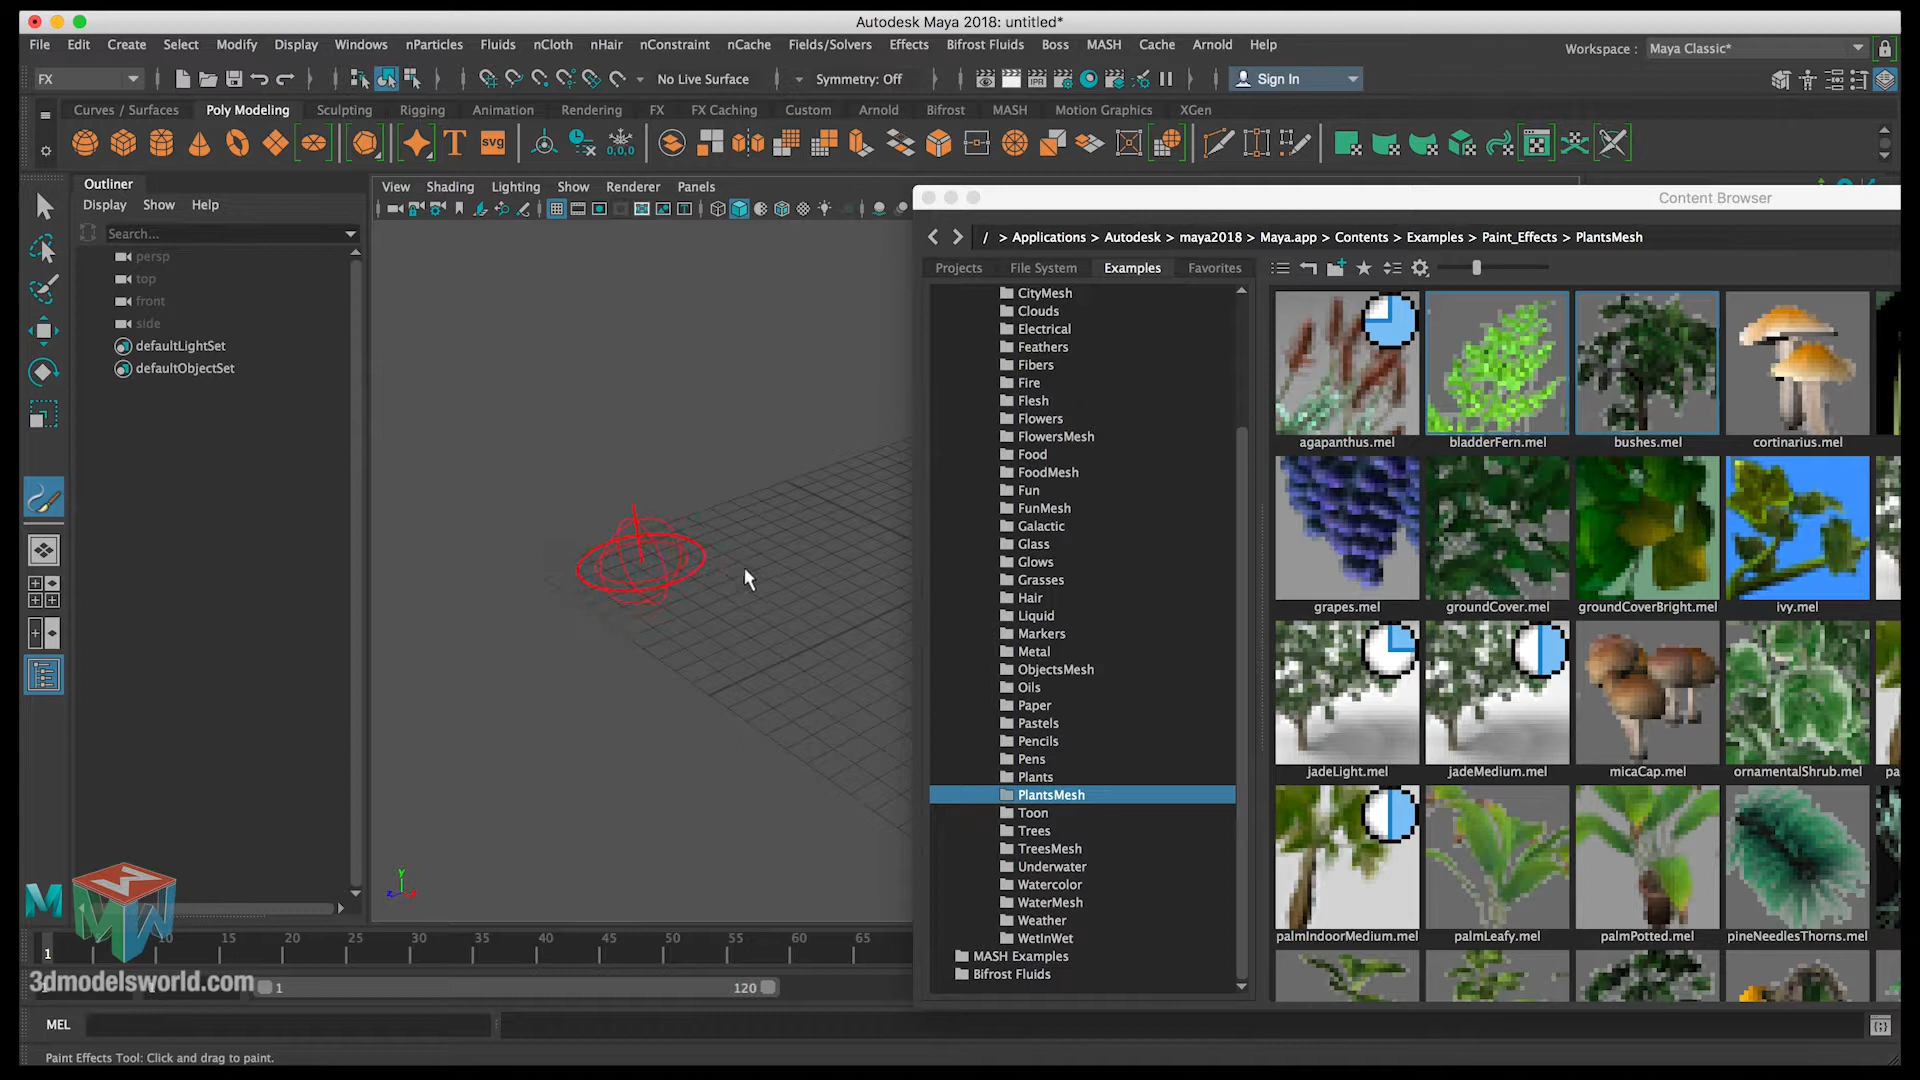 Autodesk Maya 2018: untitled*
File Edit Create Select Modify Display Windows nParticles Fluids nCloth nHair nConstraint nCache Fields/Solvers Effects Bifrost Fluids Boss MASH Cache Arnold Help Workspace : Maya Classic*
FX No Live Surface Symmetry: Off IPR Sign In
Curves / Surfaces Poly Modeling Sculpting Rigging Animation Rendering FX FX Caching Custom Arnold Bifrost MASH Motion Graphics XGen
T SVG 0,0,0
Outliner
Display Show Help
Search...
persp
top
front
side
defaultLightSet
defaultObjectSet
View Shading Lighting Show Renderer Panels
Content Browser
/ > Applications > Autodesk > maya2018 > Maya.app > Contents > Examples > Paint_Effects > PlantsMesh
Projects File System Examples Favorites
CityMesh
Clouds
Electrical
Feathers
Fibers
Fire
Flesh
Flowers
FlowersMesh
Food
FoodMesh
Fun
FunMesh
Galactic
Glass
Glows
Grasses
Hair
Liquid
Markers
Metal
ObjectsMesh
Oils
Paper
Pastels
Pencils
Pens
Plants
PlantsMesh
Toon
Trees
TreesMesh
Underwater
Watercolor
WaterMesh
Weather
WetInWet
MASH Examples
Bifrost Fluids
agapanthus.mel bladderFern.mel bushes.mel cortinarius.mel
grapes.mel groundCover.mel groundCoverBright.mel ivy.mel
jadeLight.mel jadeMedium.mel micaCap.mel ornamentalShrub.mel pa
palmIndoorMedium.mel palmLeafy.mel palmPotted.mel pineNeedlesThorns.mel
y
z
1 10 15 20 25 30 35 40 45 50 55 60 65
3dmodelsworld.com
1 120
MEL
Paint Effects Tool: Click and drag to paint.